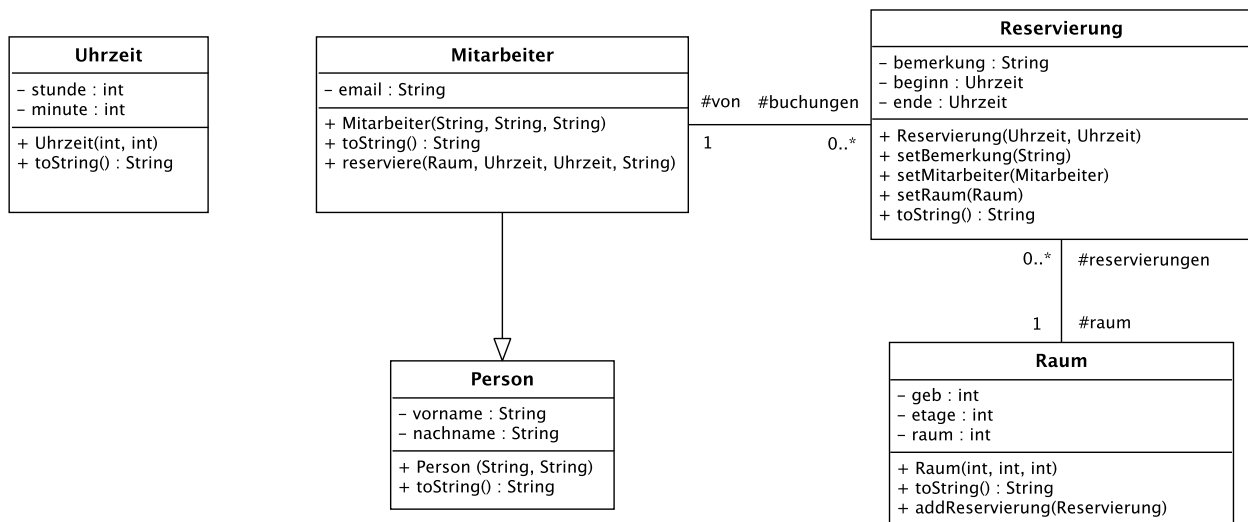 Uhrzeit
– stunde : int
– minute : int
+ Uhrzeit(int, int)
+ toString() : String
Mitarbeiter
– email : String
+ Mitarbeiter(String, String, String)
+ toString() : String
+ reserviere(Raum, Uhrzeit, Uhrzeit, String)
#von #buchungen
1 0..*
Reservierung
– bemerkung : String
– beginn : Uhrzeit
– ende : Uhrzeit
+ Reservierung(Uhrzeit, Uhrzeit)
+ setBemerkung(String)
+ setMitarbeiter(Mitarbeiter)
+ setRaum(Raum)
+ toString() : String
0..* #reservierungen
1 #raum
Person
– vorname : String
– nachname : String
+ Person (String, String)
+ toString() : String
Raum
– geb : int
– etage : int
– raum : int
+ Raum(int, int, int)
+ toString() : String
+ addReservierung(Reservierung)